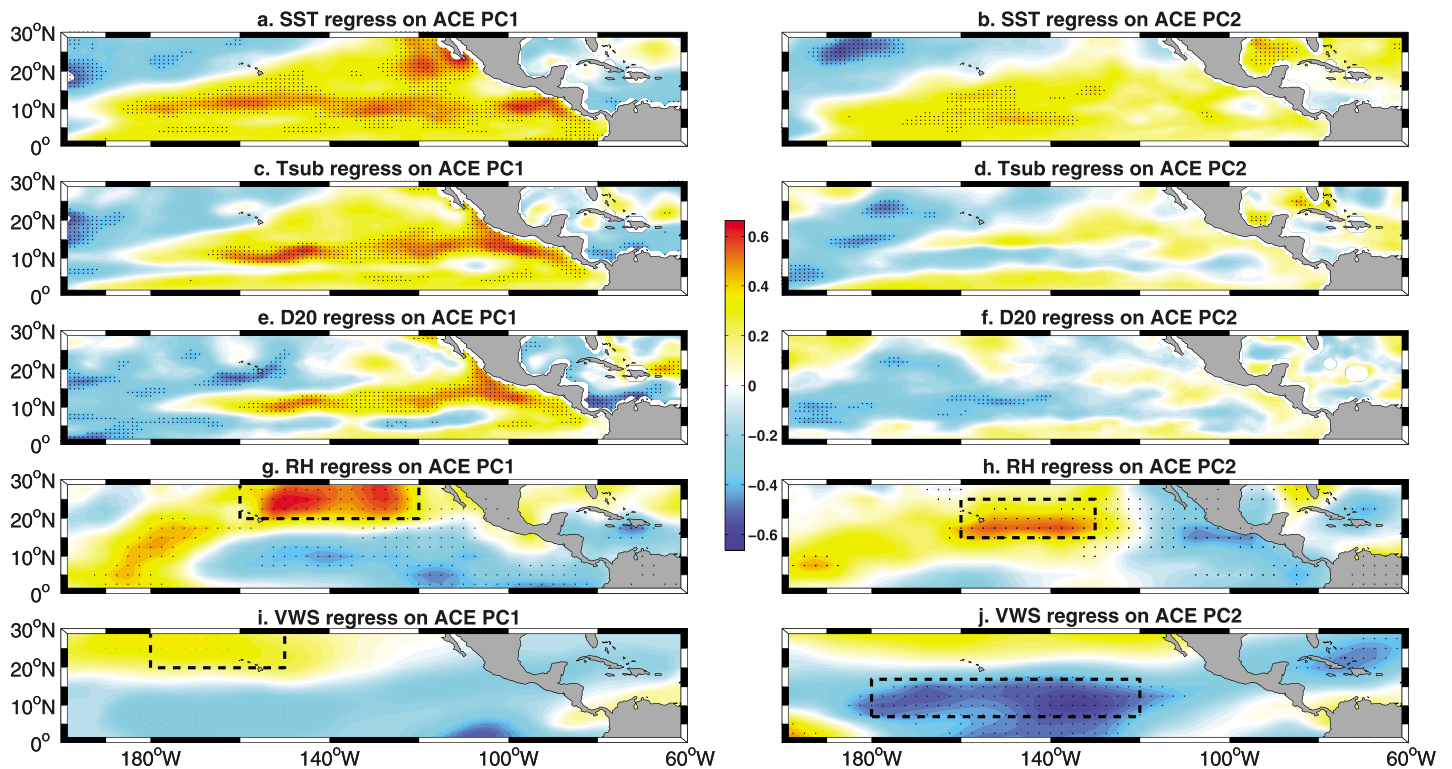 a. SST regress on ACE PC1
b. SST regress on ACE PC2
30°N
20°N
10°N
0°
c. Tsub regress on ACE PC1
d. Tsub regress on ACE PC2
30°N
20°N
10°N
0°
0.6
0.4
0.2
0
−0.2
−0.4
−0.6
e. D20 regress on ACE PC1
f. D20 regress on ACE PC2
30°N
20°N
10°N
0°
g. RH regress on ACE PC1
h. RH regress on ACE PC2
30°N
20°N
10°N
0°
i. VWS regress on ACE PC1
j. VWS regress on ACE PC2
30°N
20°N
10°N
0°
180°W 140°W 100°W 60°W
180°W 140°W 100°W 60°W